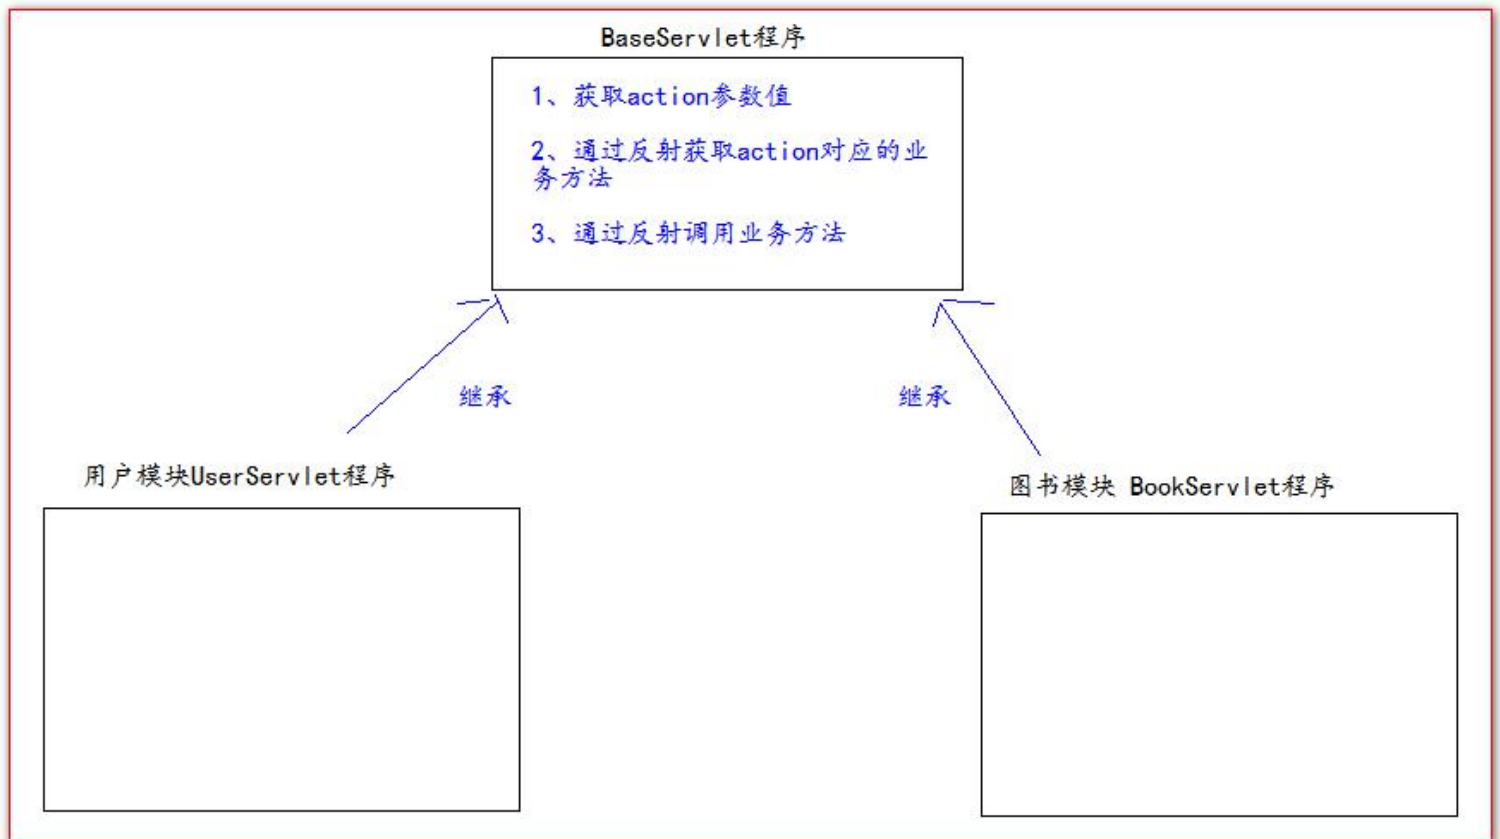 BaseServlet程序
1、获取action参数值
2、通过反射获取action对应的业
务方法
3、通过反射调用业务方法
继承
继承
用户模块UserServlet程序
图书模块 BookServlet程序